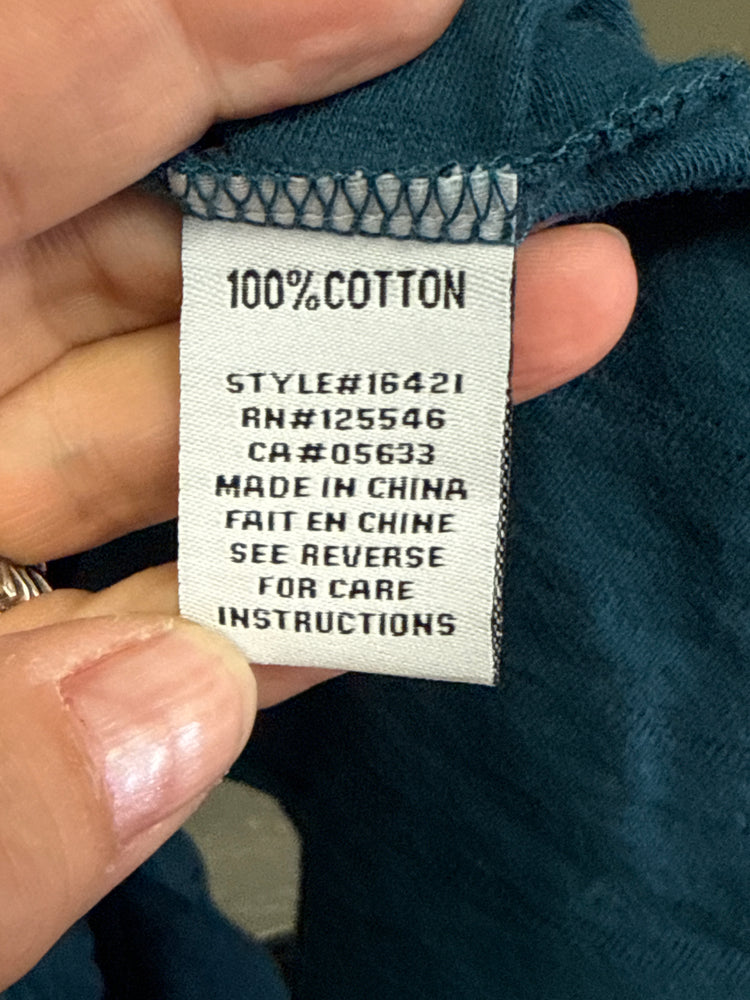 100%COTTON
STYLE#16421
RN#125546
CA#05633
MADE IN CHINA
FAIT EN CHINE
SEE REVERSE
FOR CARE
INSTRUCTIONS